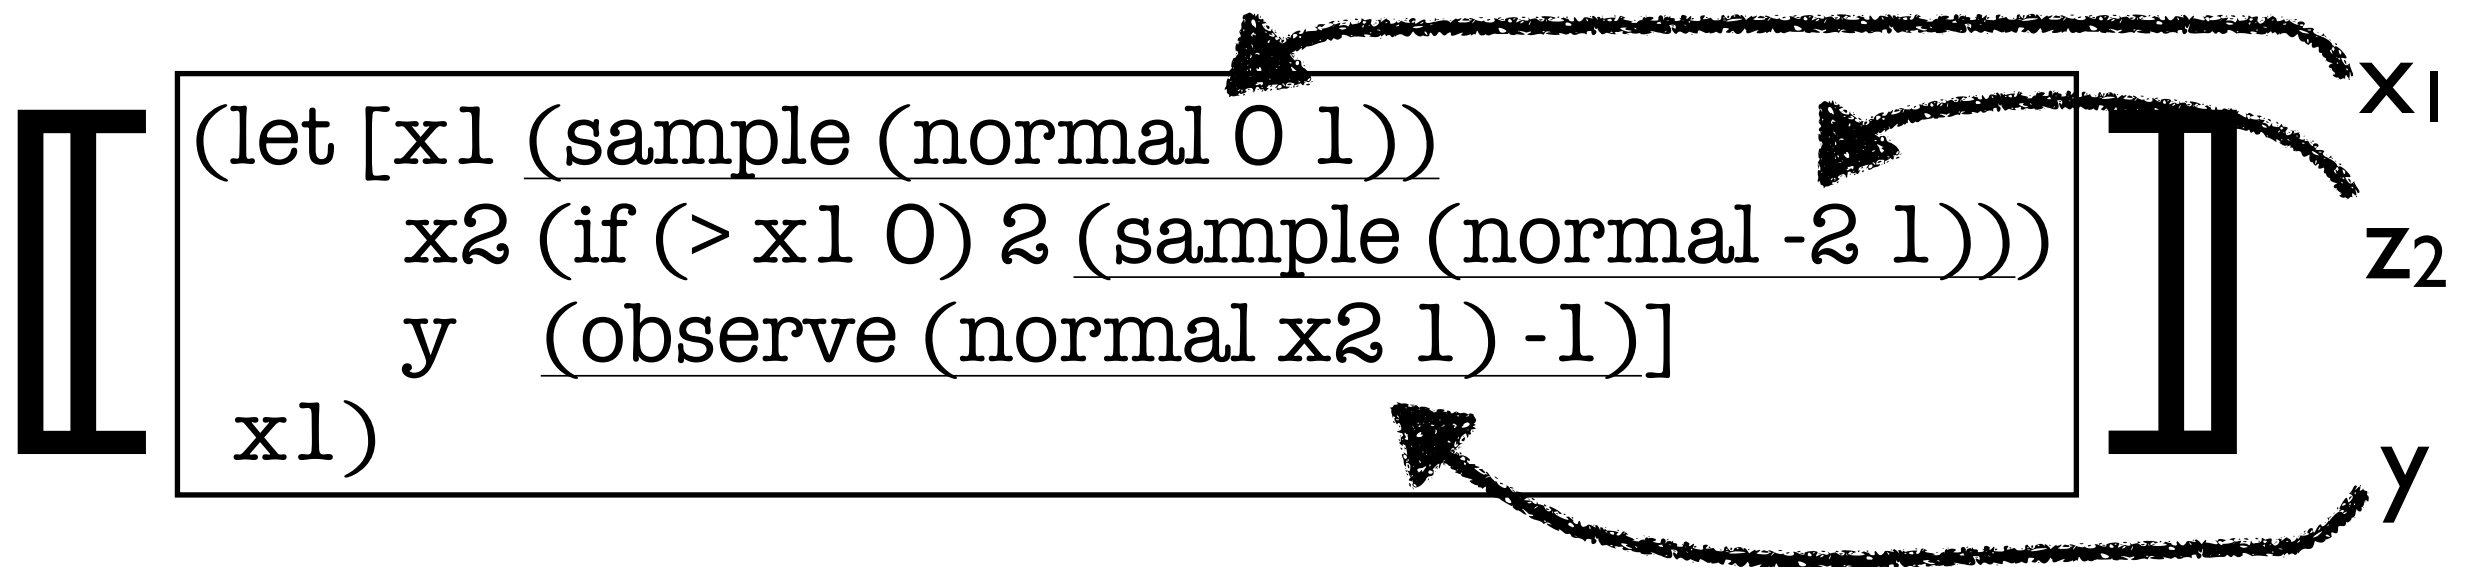 (let [x1 (sample (normal 0 1))
x2 (if (> x1 0) 2 (sample (normal -2 1)))
y (observe (normal x2 1) -1)]
x1)
x1
z2
y